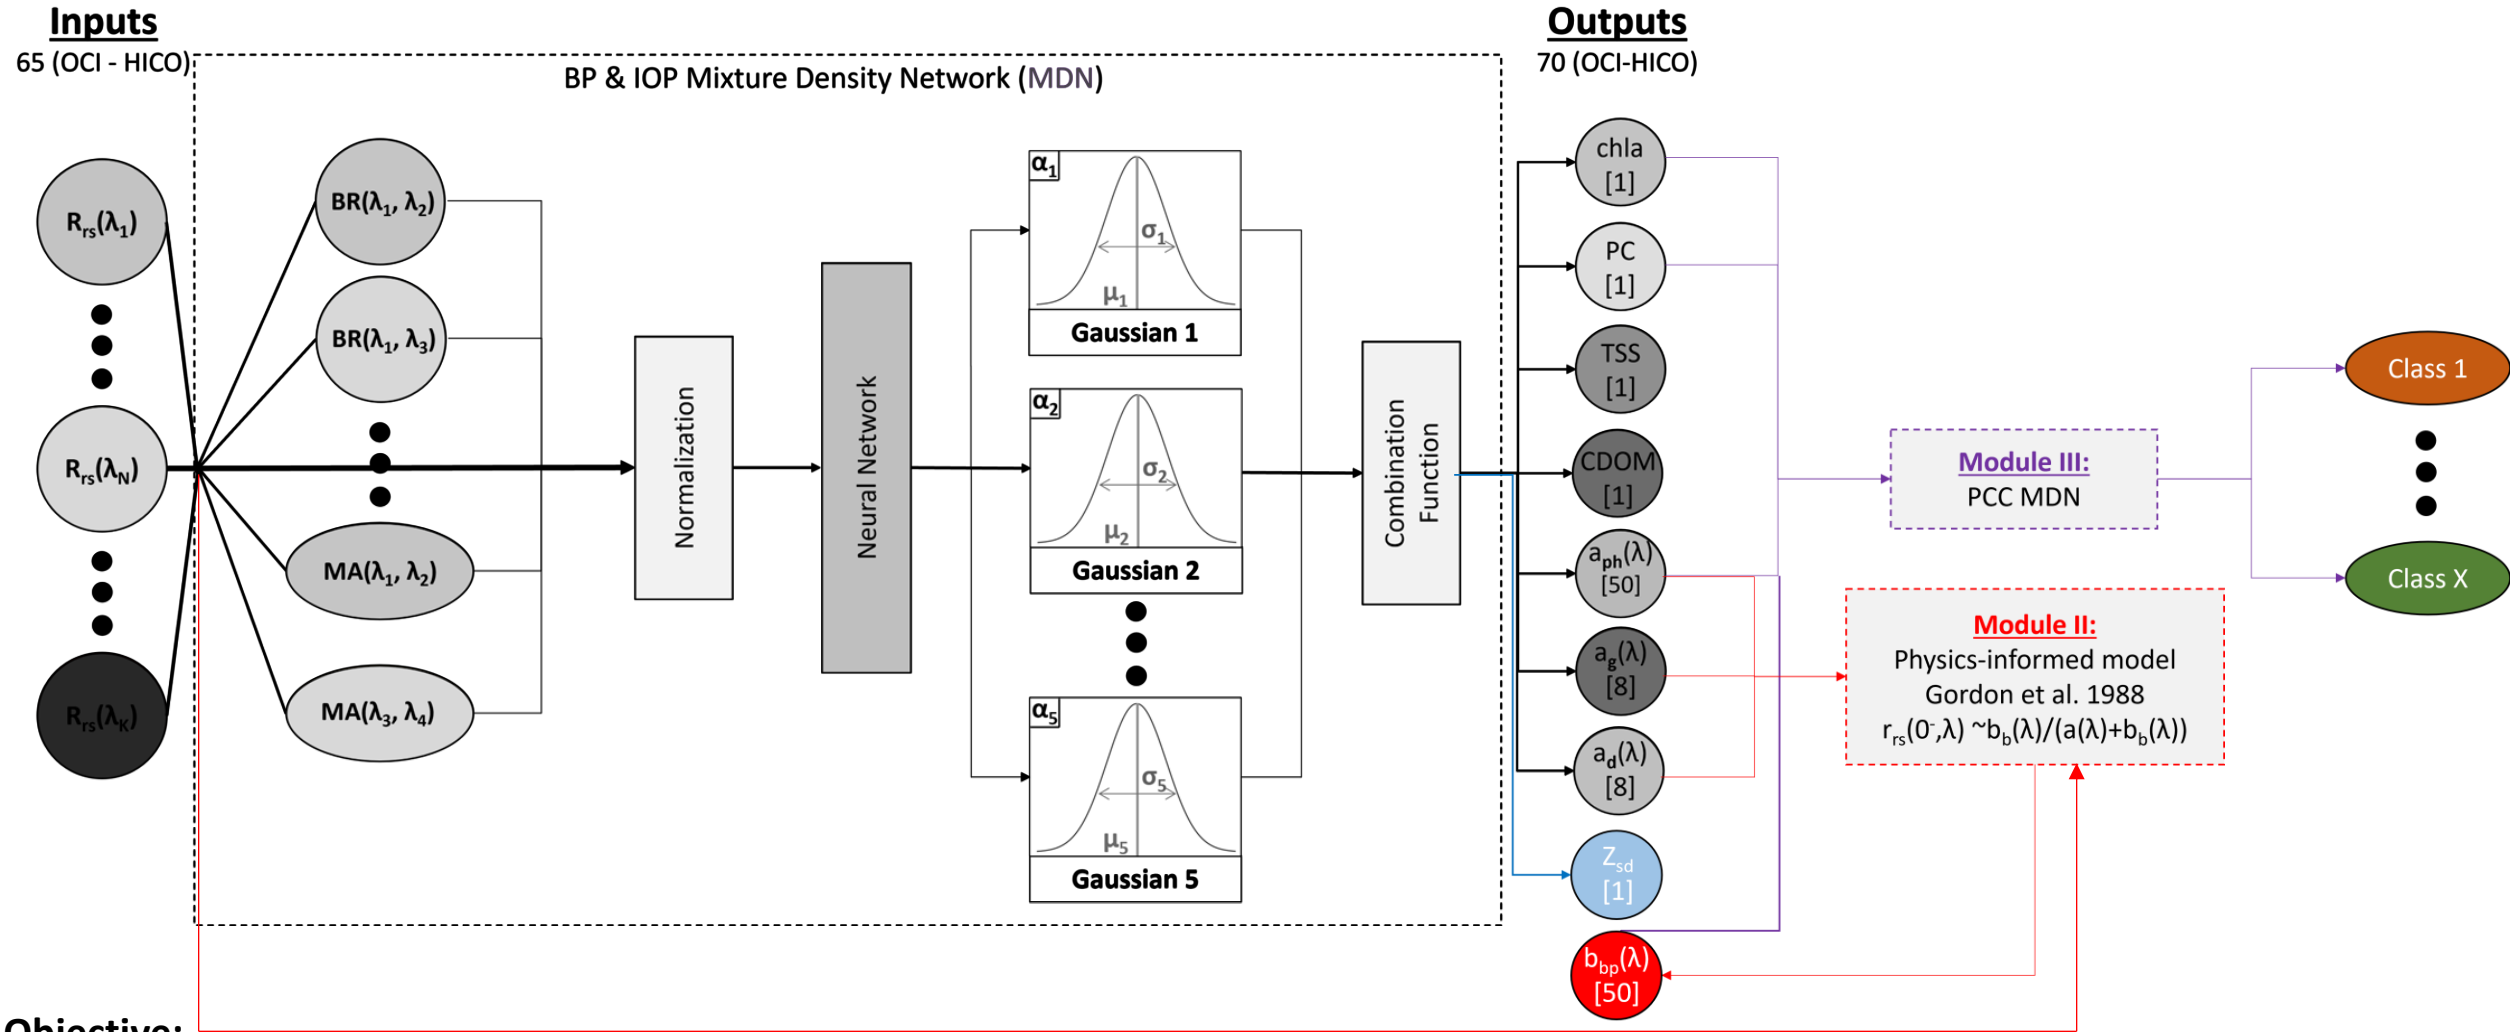 Inputs
65 (OCI - HICO)
BP & IOP Mixture Density Network (MDN)
Outputs
70 (OCI-HICO)
Rrs(λ1)
Rrs(λN)
Rrs(λK)
BR(λ1, λ2)
BR(λ1, λ3)
MA(λ1, λ2)
MA(λ3, λ4)
Normalization
Neural Network
α1
σ1
μ1
Gaussian 1
α2
σ2
μ2
Gaussian 2
α5
σ5
μ5
Gaussian 5
Combination
Function
chla
[1]
PC
[1]
TSS
[1]
CDOM
[1]
aph(λ)
[50]
ag(λ)
[8]
ad(λ)
[8]
Zsd
[1]
bbp(λ)
[50]
Module III:
PCC MDN
Module II:
Physics-informed model
Gordon et al. 1988
rrs(0-,λ) ~bb(λ)/(a(λ)+bb(λ))
Class 1
Class X
Objective: